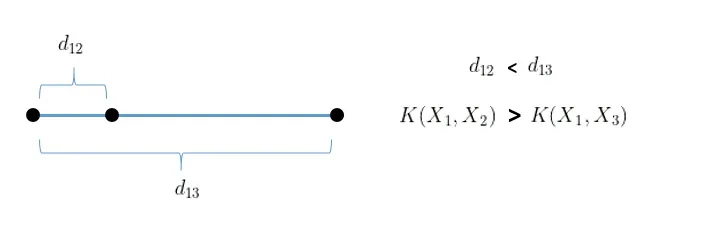 d₁₂
d₁₂ < d₁₃
K(X₁, X₂) > K(X₁, X₃)
d₁₃